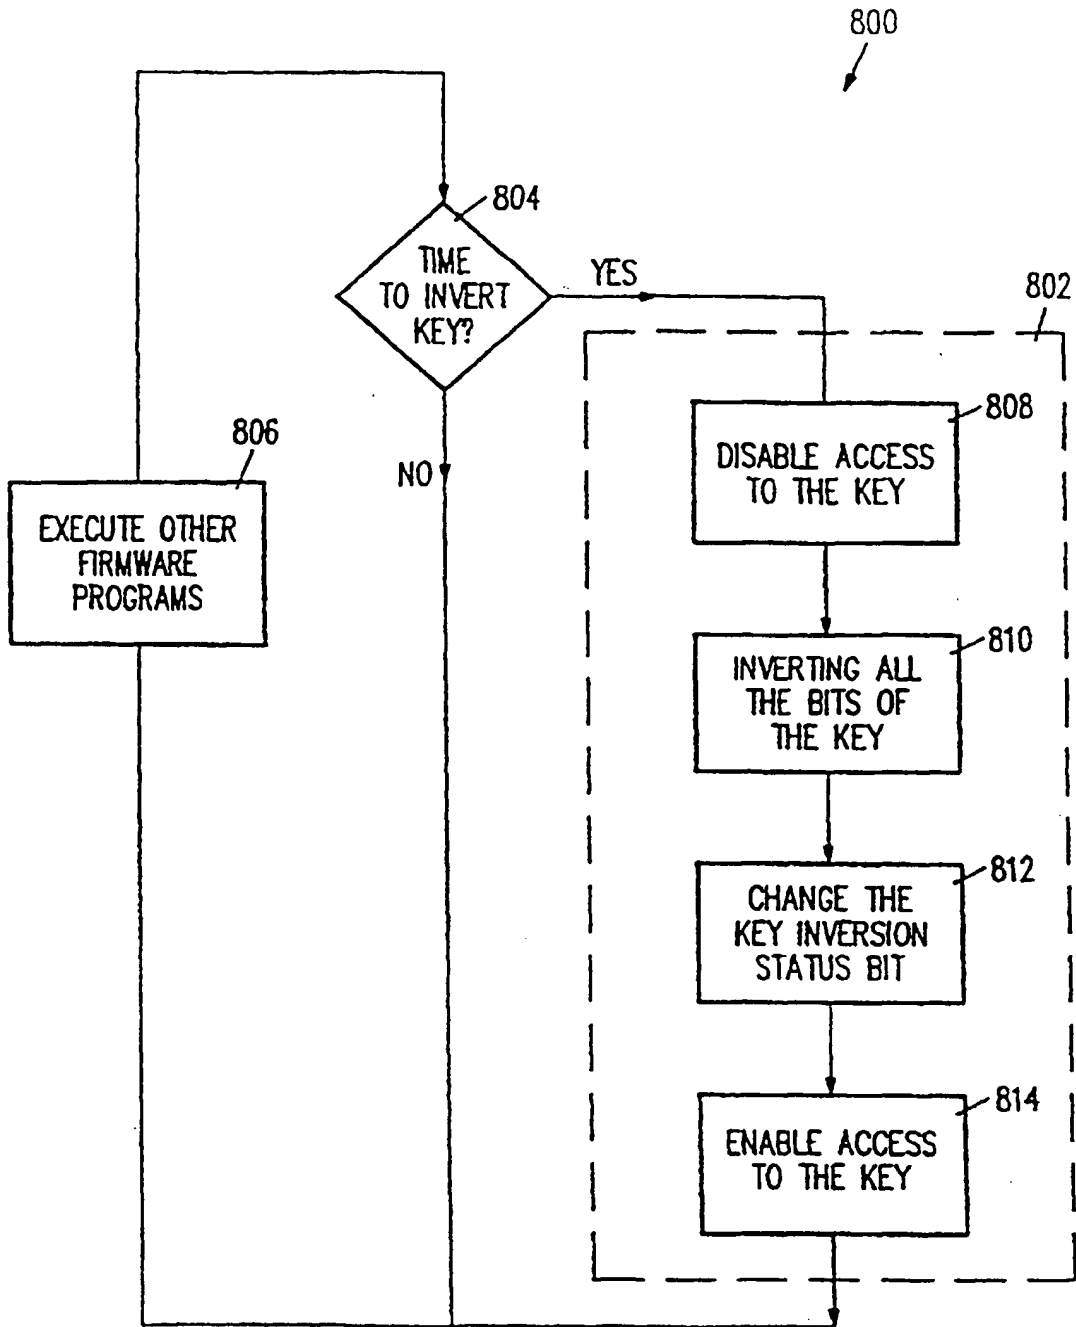 800
804
TIME
TO INVERT
KEY?
YES
802
808
DISABLE ACCESS
TO THE KEY
806
NO
EXECUTE OTHER
FIRMWARE
PROGRAMS
810
INVERTING ALL
THE BITS OF
THE KEY
812
CHANGE THE
KEY INVERSION
STATUS BIT
814
ENABLE ACCESS
TO THE KEY